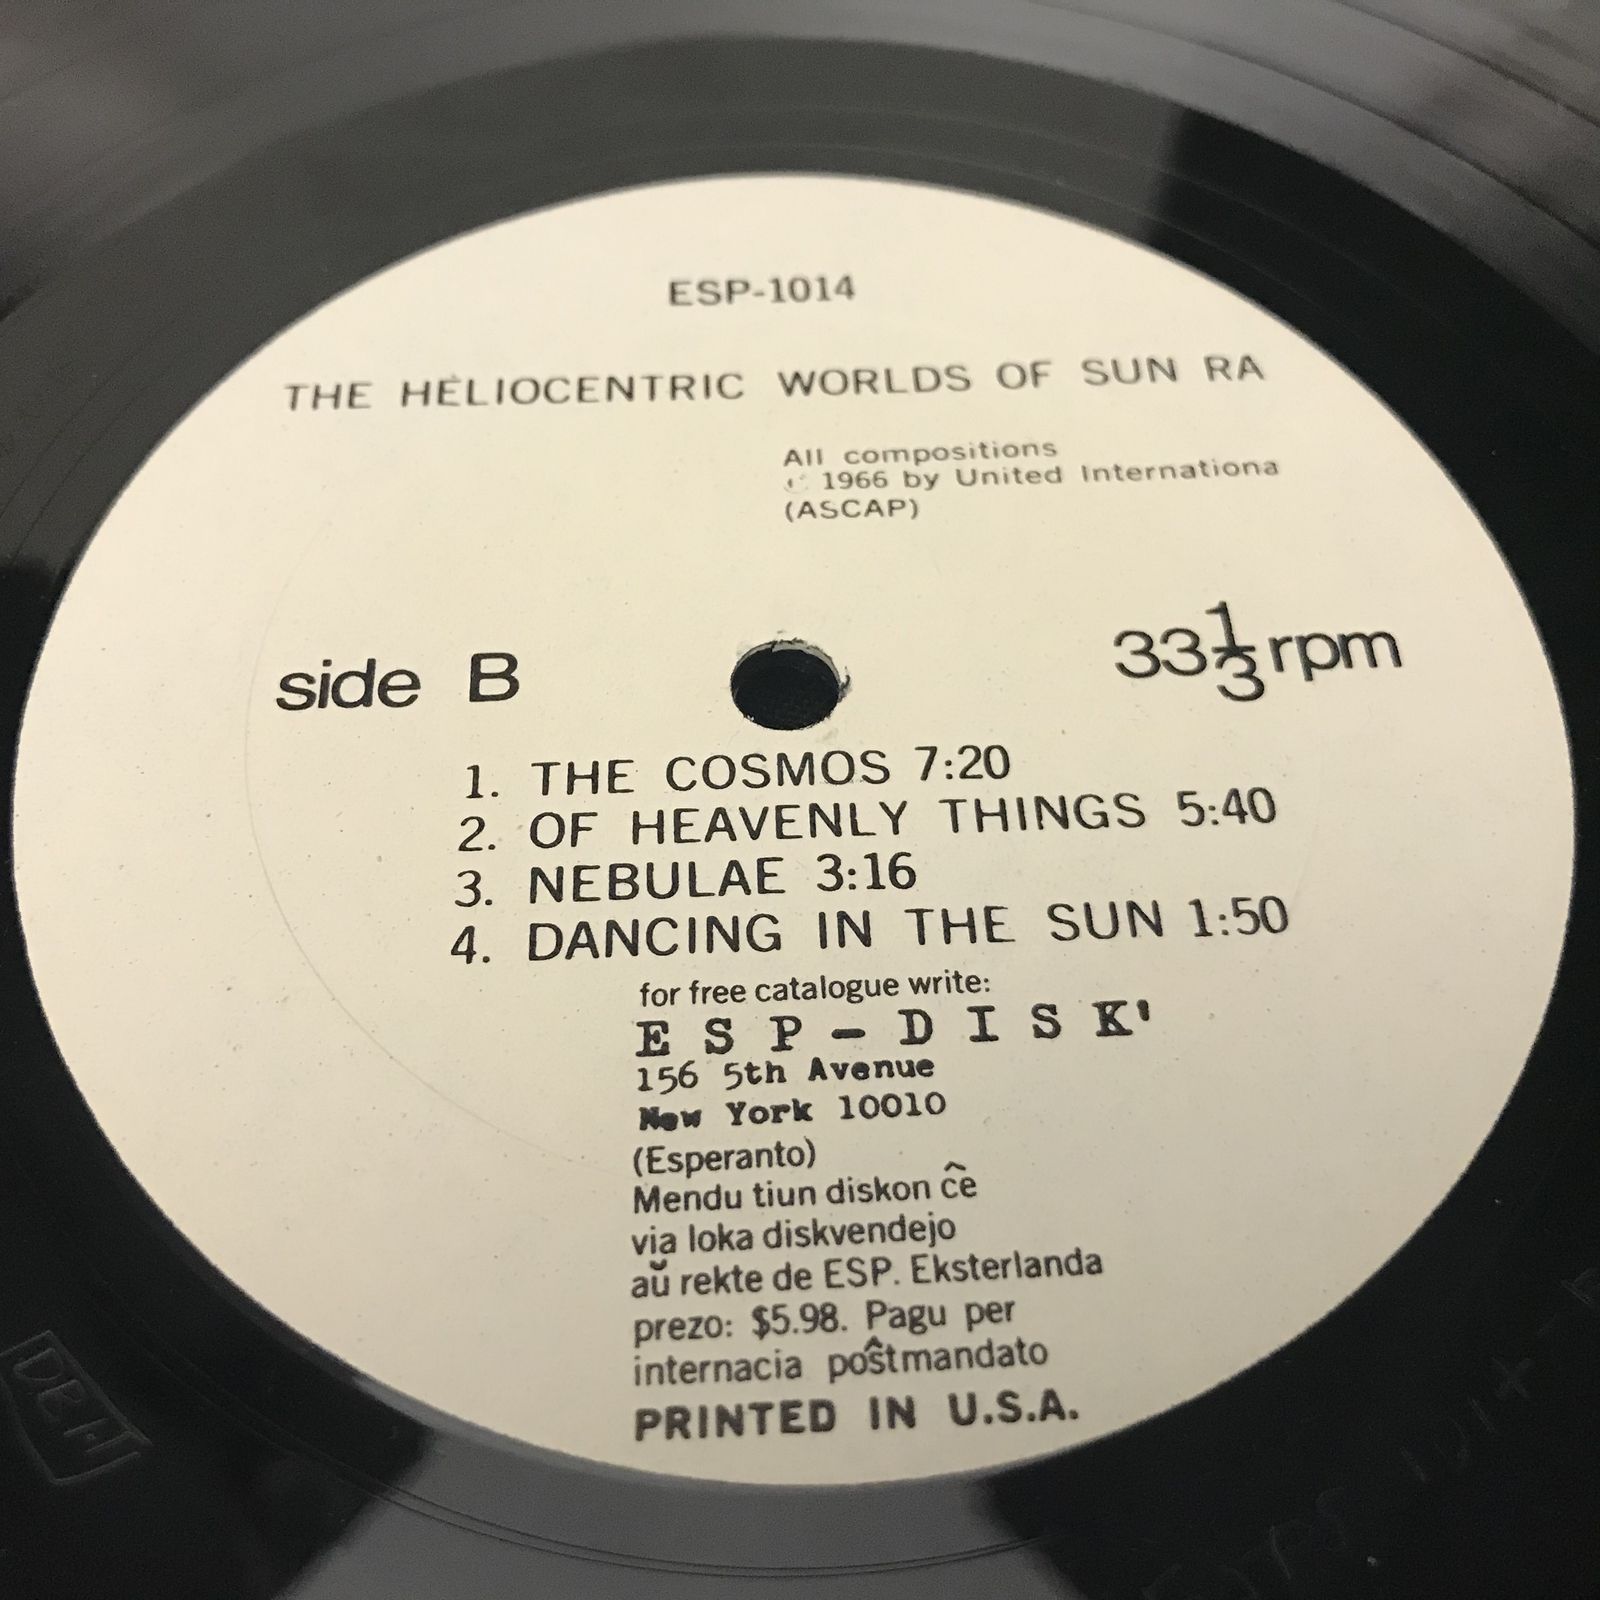 ESP-1014
THE HELIOCENTRIC WORLDS OF SUN RA
All compositions
© 1966 by United Internationa
(ASCAP)
side B
33 1/3 rpm
1. THE COSMOS 7:20
2. OF HEAVENLY THINGS 5:40
3. NEBULAE 3:16
4. DANCING IN THE SUN 1:50
for free catalogue write:
ESP-DISK'
156 5th Avenue
New York 10010
(Esperanto)
Mendu tiun diskon ĉe
via loka diskvendejo
aŭ rekte de ESP. Eksterlanda
prezo: $5.98. Pagu per
internacia poŝtmandato
PRINTED IN U.S.A.